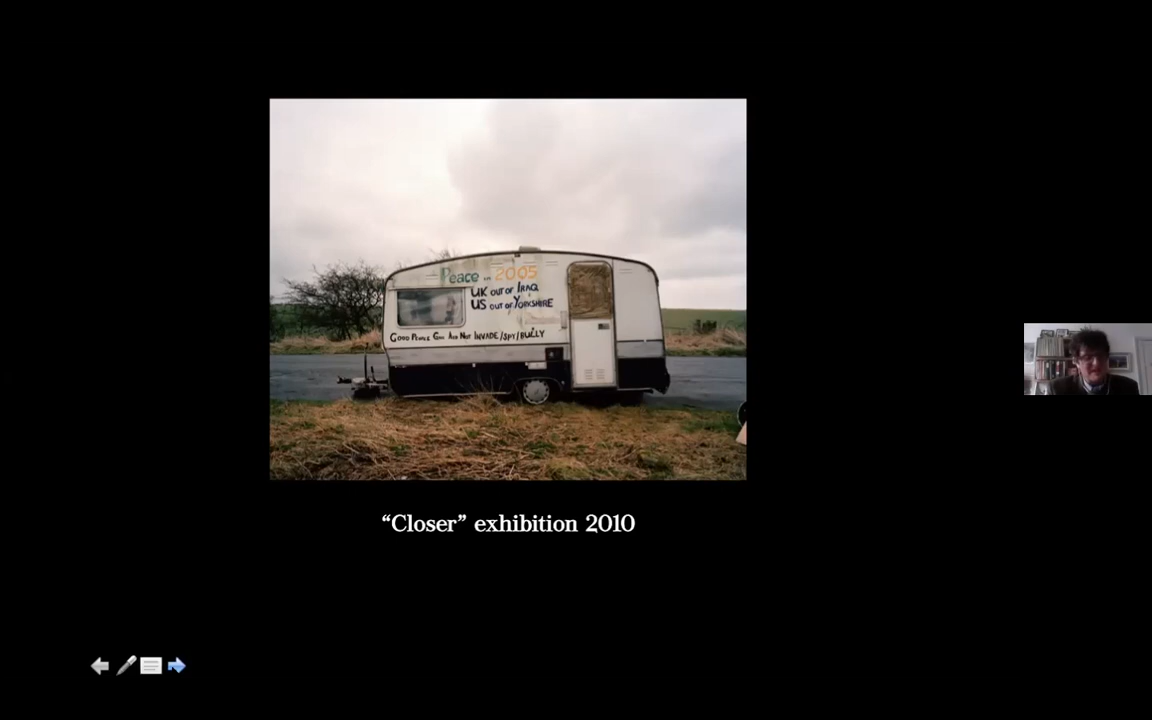 Peace in 2005
UK OUT OF IRAQ
US OUT OF YORKSHIRE
GOOD PEOPLE CAN AND NOT INVADE/SPY/BULLY
“Closer” exhibition 2010